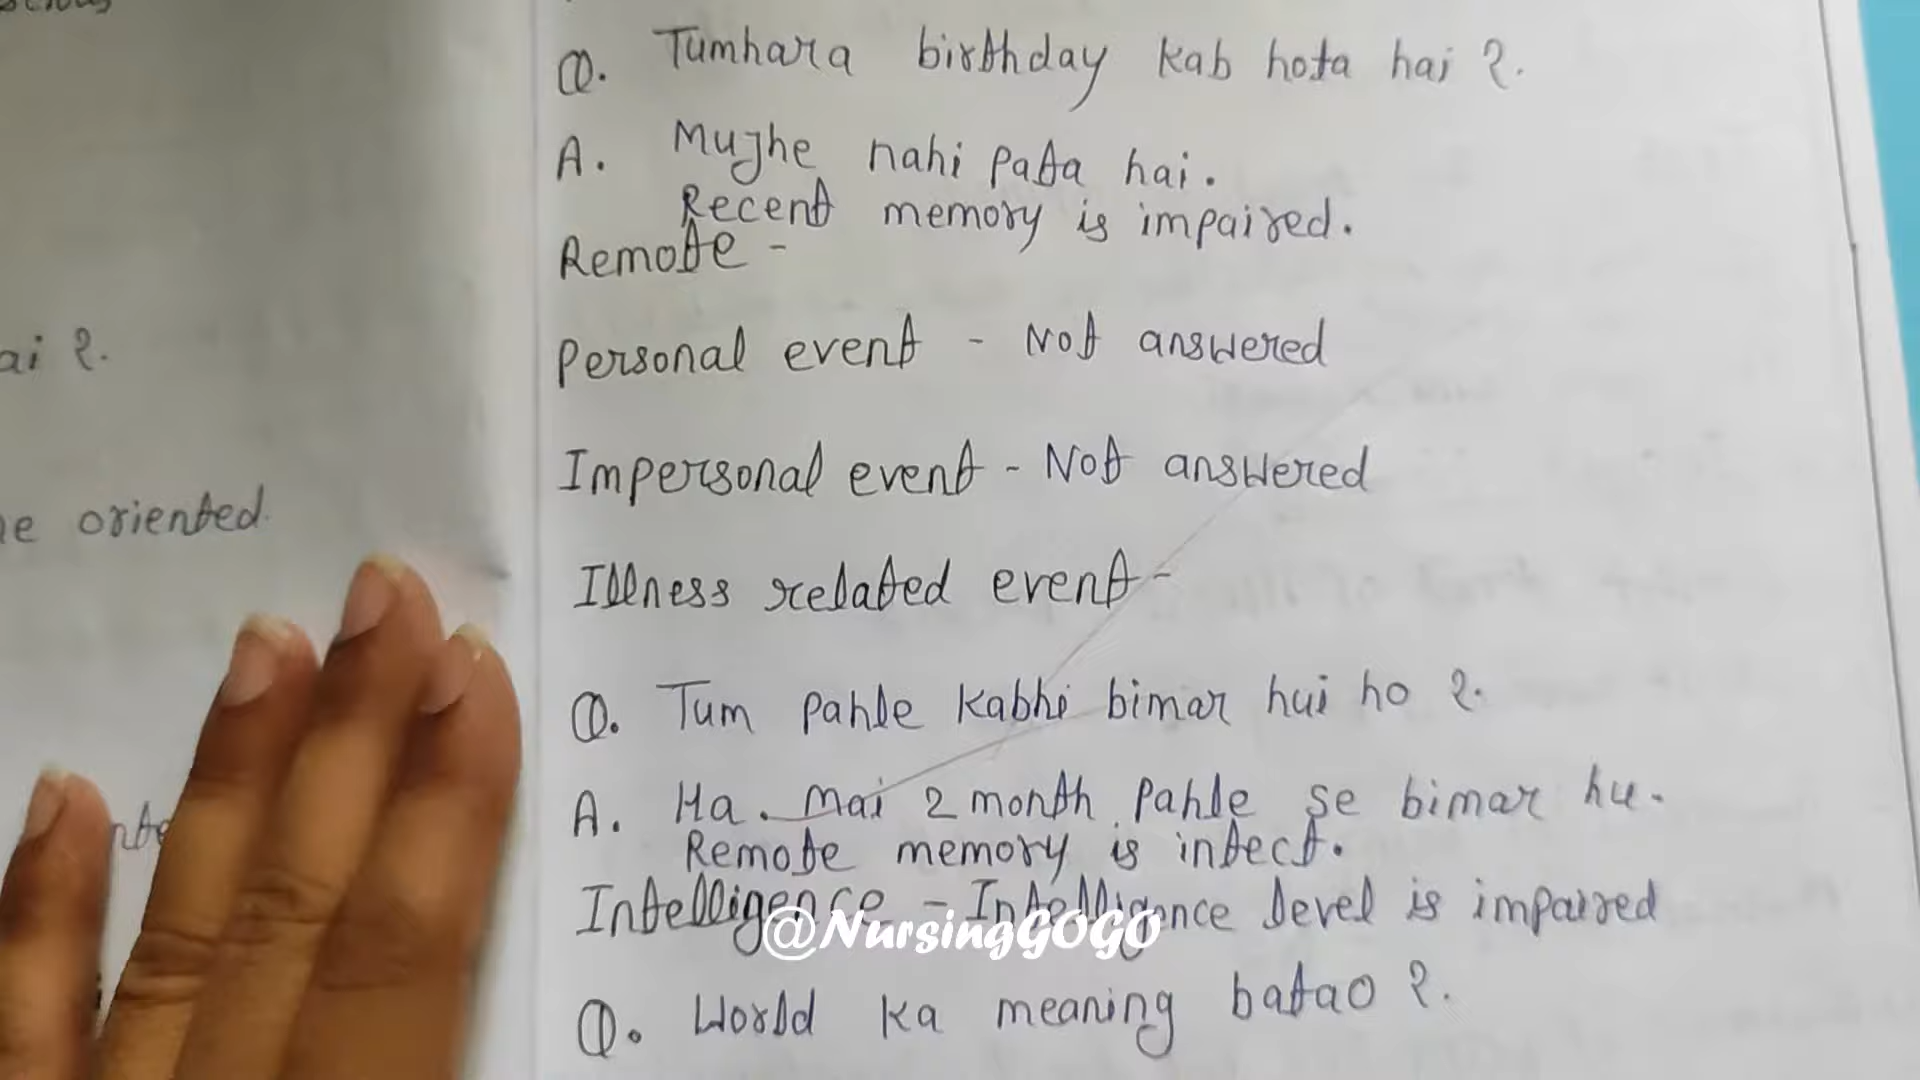 ai ?.
oriented.
Q. Tumhara birthday kab hota hai ?.
A. Mujhe nahi pata hai.
Recent memory is impaired.
Remote -
Personal event - Not answered
Impersonal event - Not answered
Illness related event -
Q. Tum pahle kabhi bimar hui ho ?.
A. Ha. Mai 2 month pahle se bimar hu.
Remote memory is intect.
Intelligence - Intelligence level is impaired
@NursingGOGO
Q. World ka meaning batao ?.